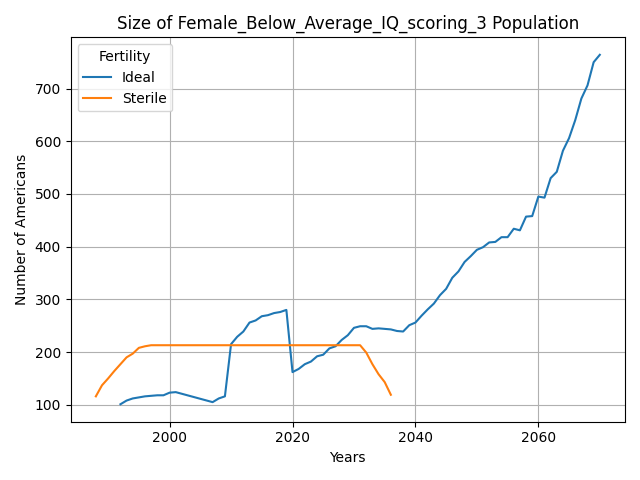 Size of Female_Below_Average_IQ_scoring_3 Population
Fertility
Ideal
Sterile
Number of Americans
700
600
500
400
300
200
100
2000 2020 2040 2060
Years